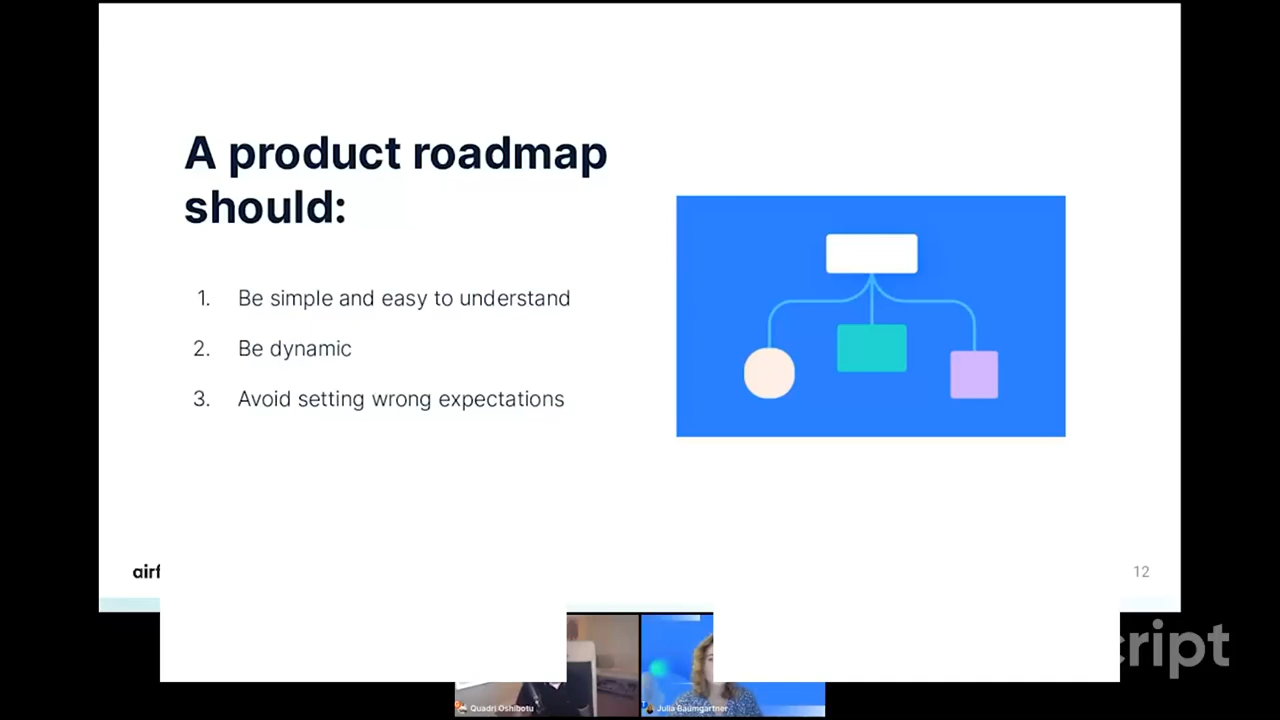 A product roadmap
should:
1. Be simple and easy to understand
2. Be dynamic
3. Avoid setting wrong expectations
airf
12
cript
Quadri Oshibotu
Julia Baumgartner